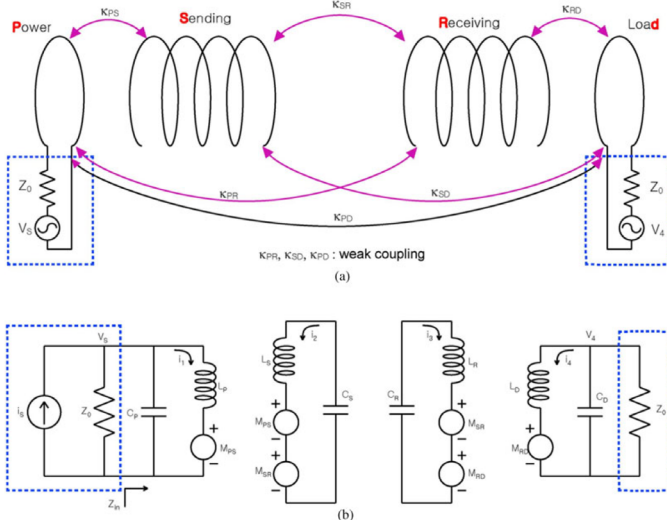 κPS
κSR
κRD
Power
Sending
Receiving
Load
Z0
VS
κPR
κSD
κPD
Z0
V4
κPR, κSD, κPD : weak coupling
(a)
VS
i1
i2
i3
i4
V4
iS
Z0
CP
LP
MPS
Zin
LS
MPS
MSR
CS
CR
LR
MSR
MRD
LD
MRD
CD
Z0
(b)